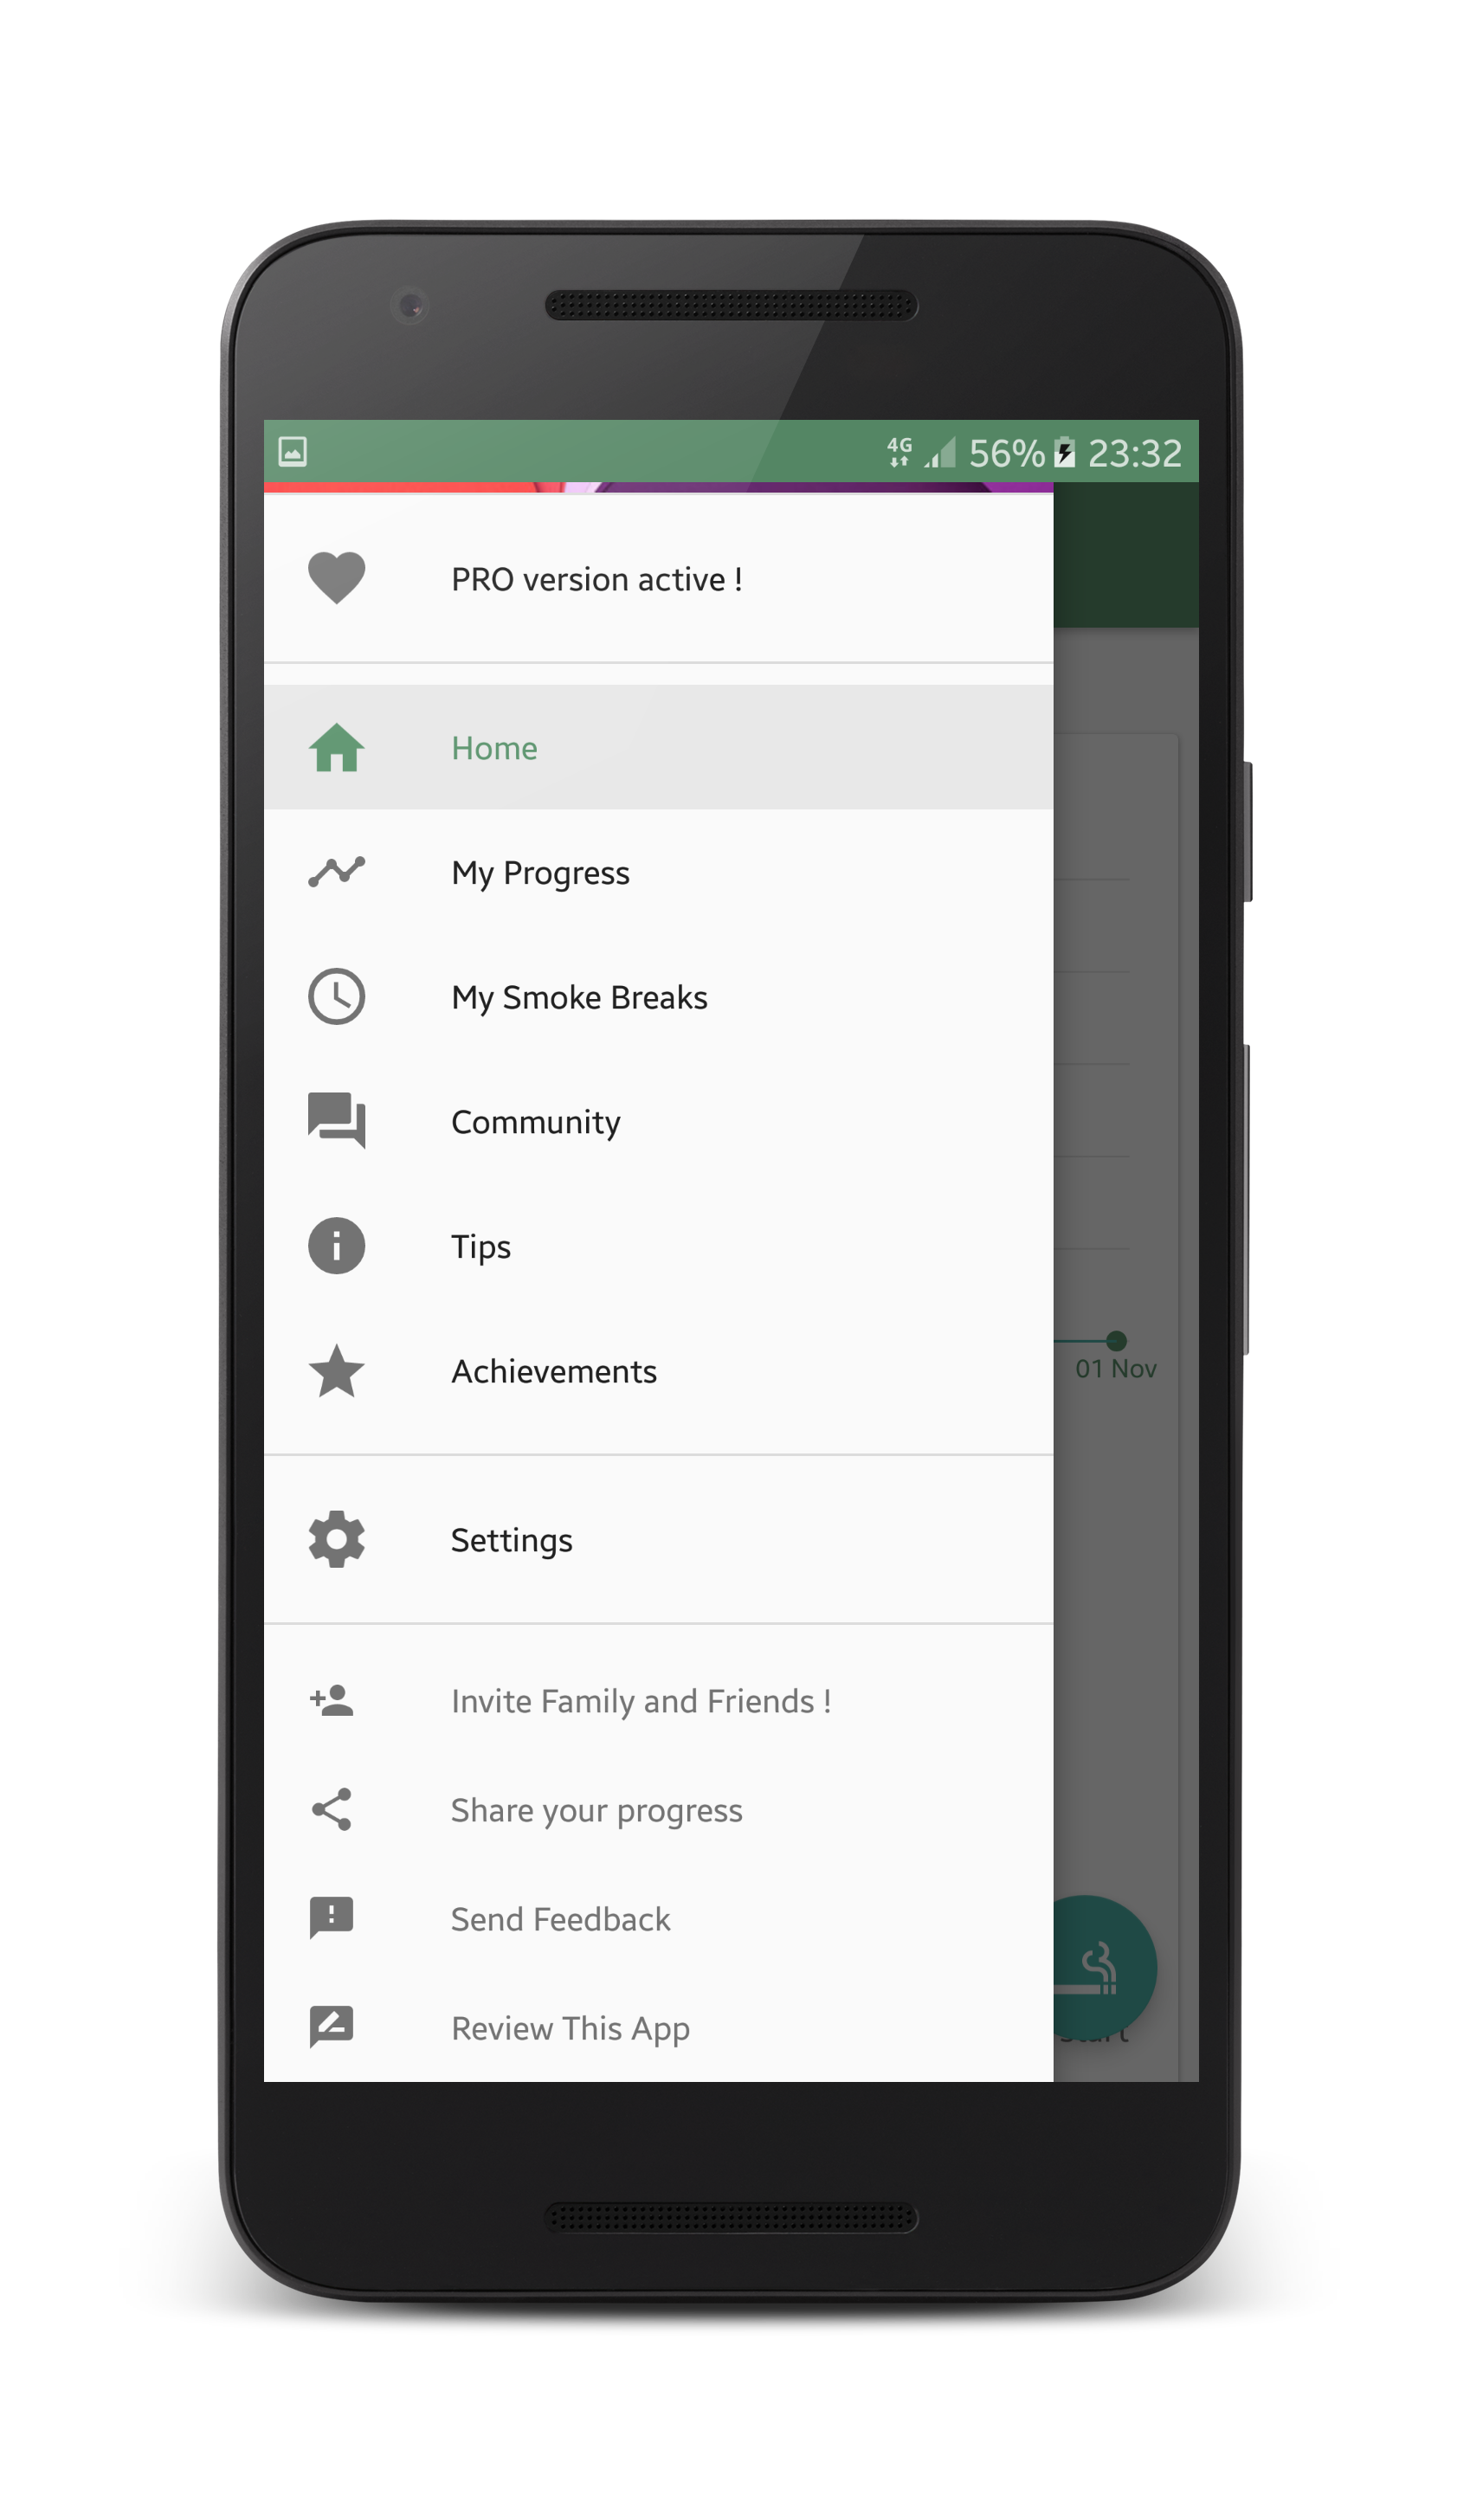 4G 56% 23:32
PRO version active !
Home
My Progress
My Smoke Breaks
Community
Tips
Achievements
01 Nov
Settings
Invite Family and Friends !
Share your progress
Send Feedback
Review This App